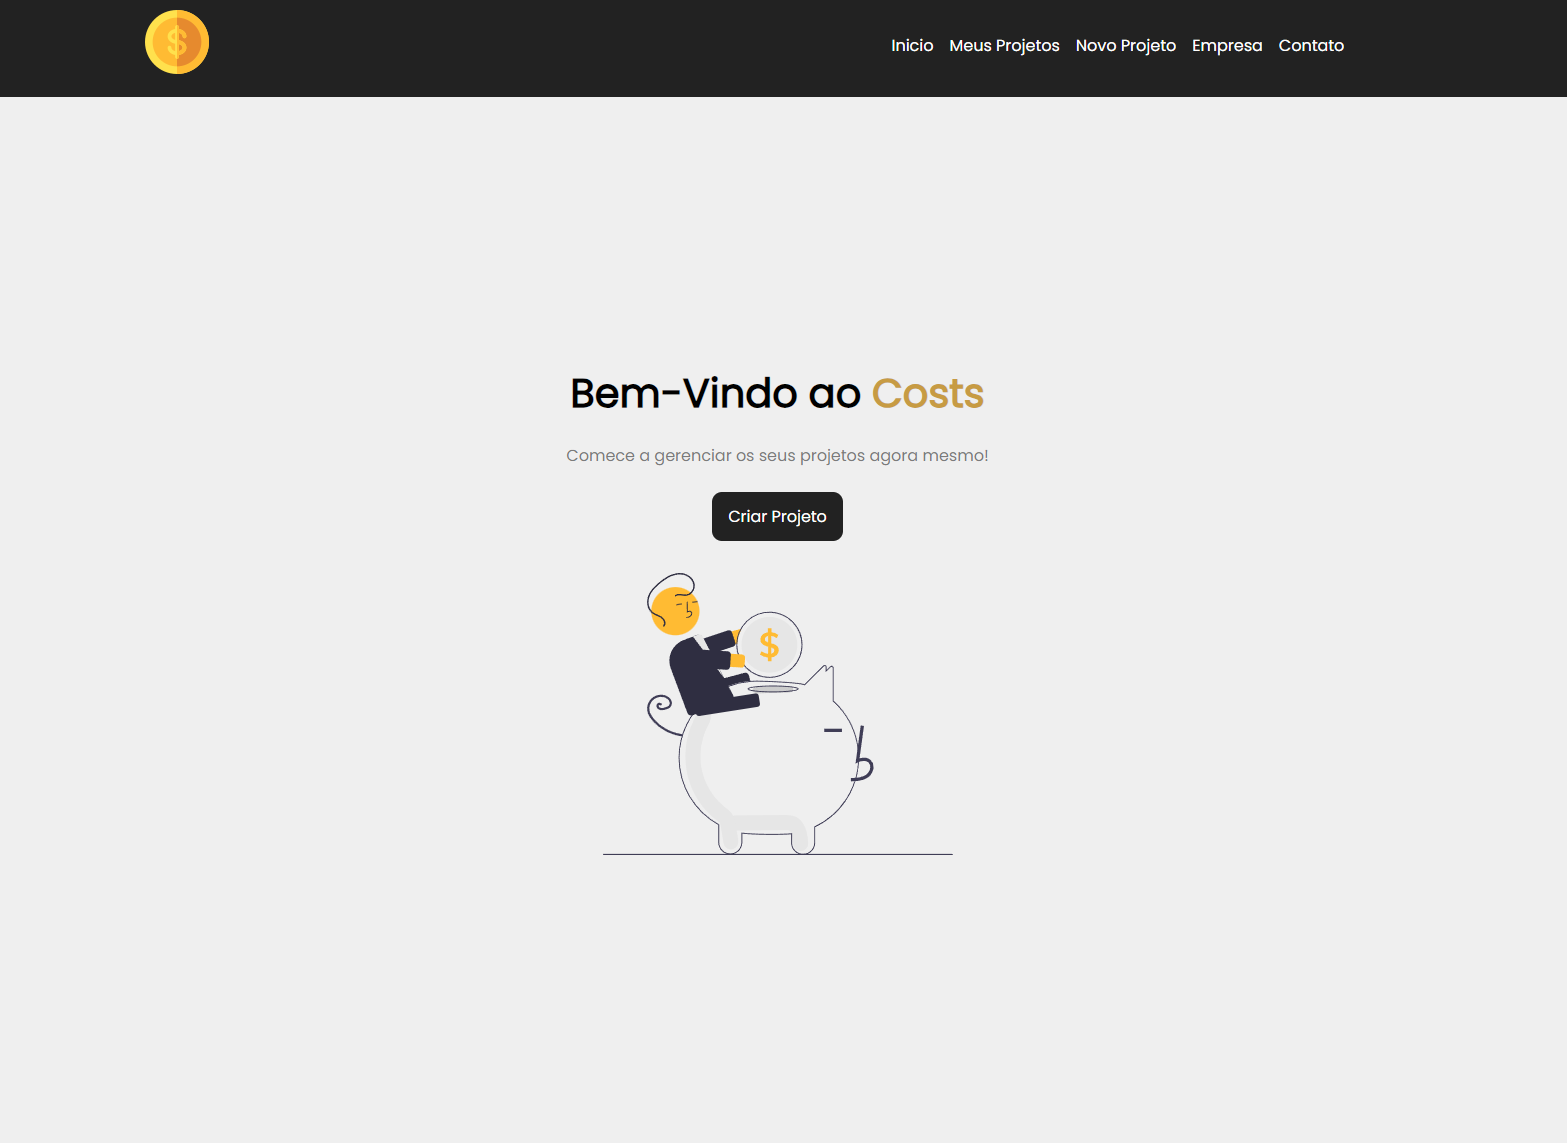 $
Inicio Meus Projetos Novo Projeto Empresa Contato
Bem-Vindo ao Costs
Comece a gerenciar os seus projetos agora mesmo!
Criar Projeto
$